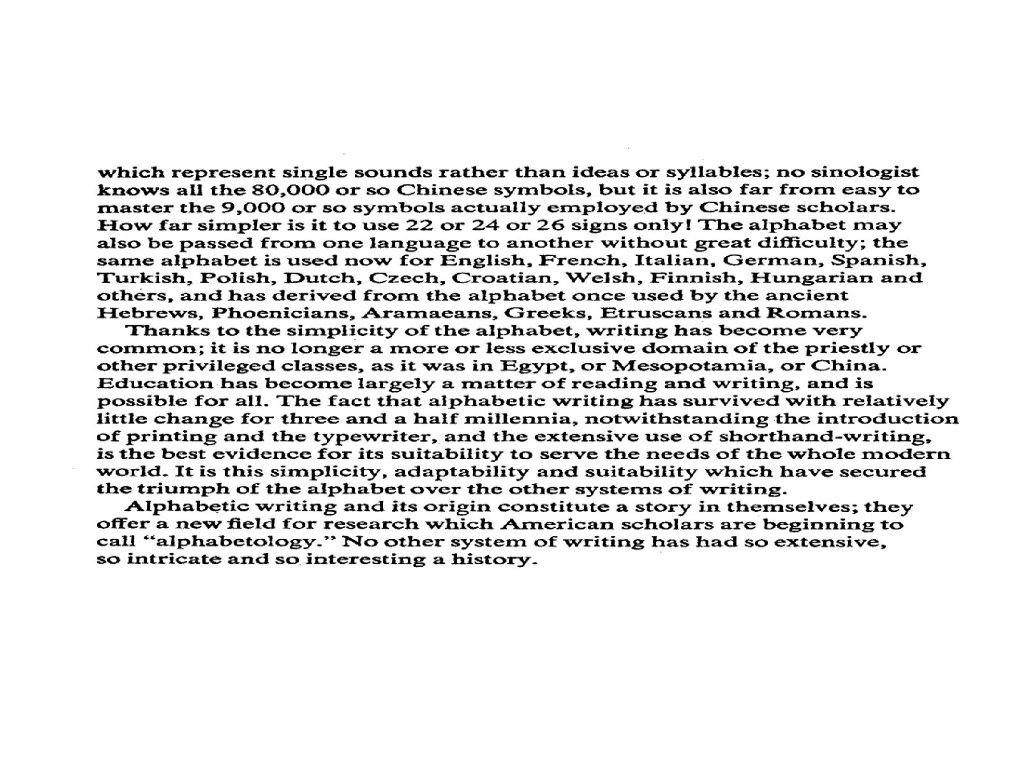 which represent single sounds rather than ideas or syllables; no sinologist
knows all the 80,000 or so Chinese symbols, but it is also far from easy to
master the 9,000 or so symbols actually employed by Chinese scholars.
How far simpler is it to use 22 or 24 or 26 signs only! The alphabet may
also be passed from one language to another without great difficulty; the
same alphabet is used now for English, French, Italian, German, Spanish,
Turkish, Polish, Dutch, Czech, Croatian, Welsh, Finnish, Hungarian and
others, and has derived from the alphabet once used by the ancient
Hebrews, Phoenicians, Aramaeans, Greeks, Etruscans and Romans.
Thanks to the simplicity of the alphabet, writing has become very
common; it is no longer a more or less exclusive domain of the priestly or
other privileged classes, as it was in Egypt, or Mesopotamia, or China.
Education has become largely a matter of reading and writing, and is
possible for all. The fact that alphabetic writing has survived with relatively
little change for three and a half millennia, notwithstanding the introduction
of printing and the typewriter, and the extensive use of shorthand-writing,
is the best evidence for its suitability to serve the needs of the whole modern
world. It is this simplicity, adaptability and suitability which have secured
the triumph of the alphabet over the other systems of writing.
Alphabetic writing and its origin constitute a story in themselves; they
offer a new field for research which American scholars are beginning to
call “alphabetology.” No other system of writing has had so extensive,
so intricate and so interesting a history.